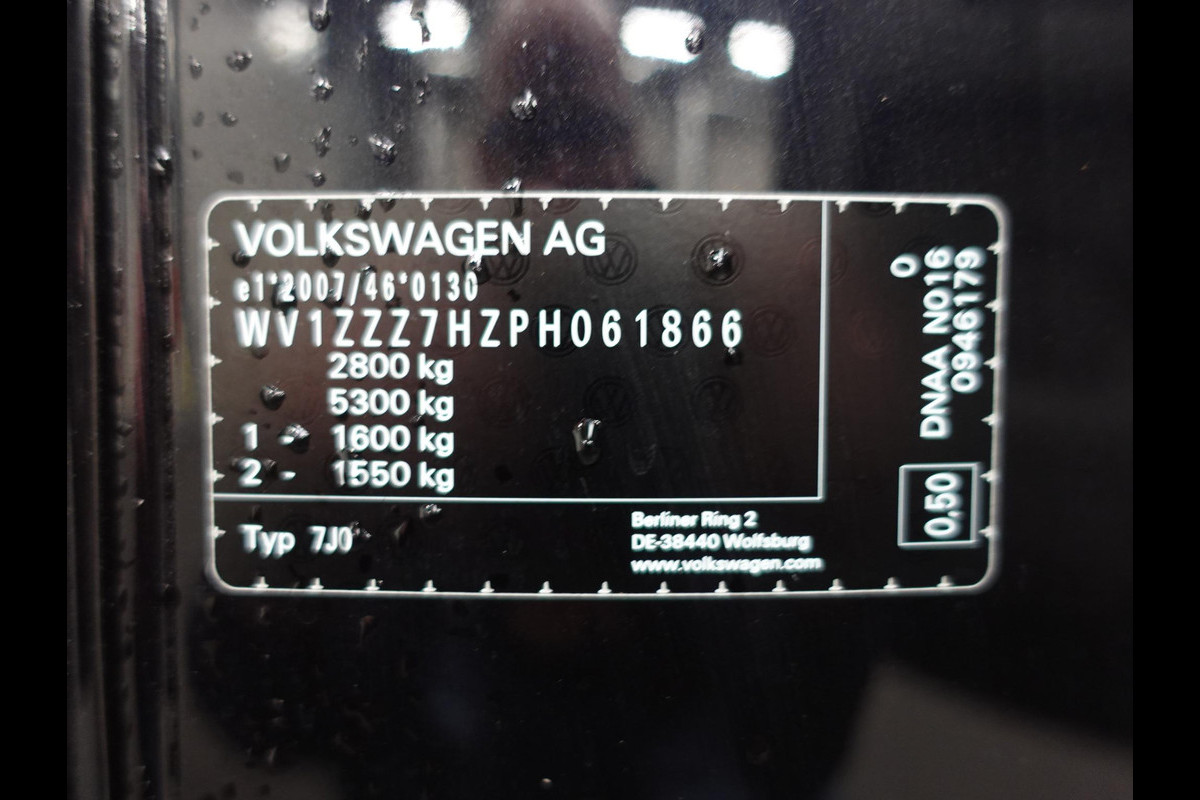 VOLKSWAGEN AG
e1*2007/46*0130
WV1ZZZ7HZPH061866
2800 kg
5300 kg
1 - 1600 kg
2 - 1550 kg
Typ 7J0
Berliner Ring 2
DE-38440 Wolfsburg
www.volkswagen.com
0
DNAA N016
0946179
0,50